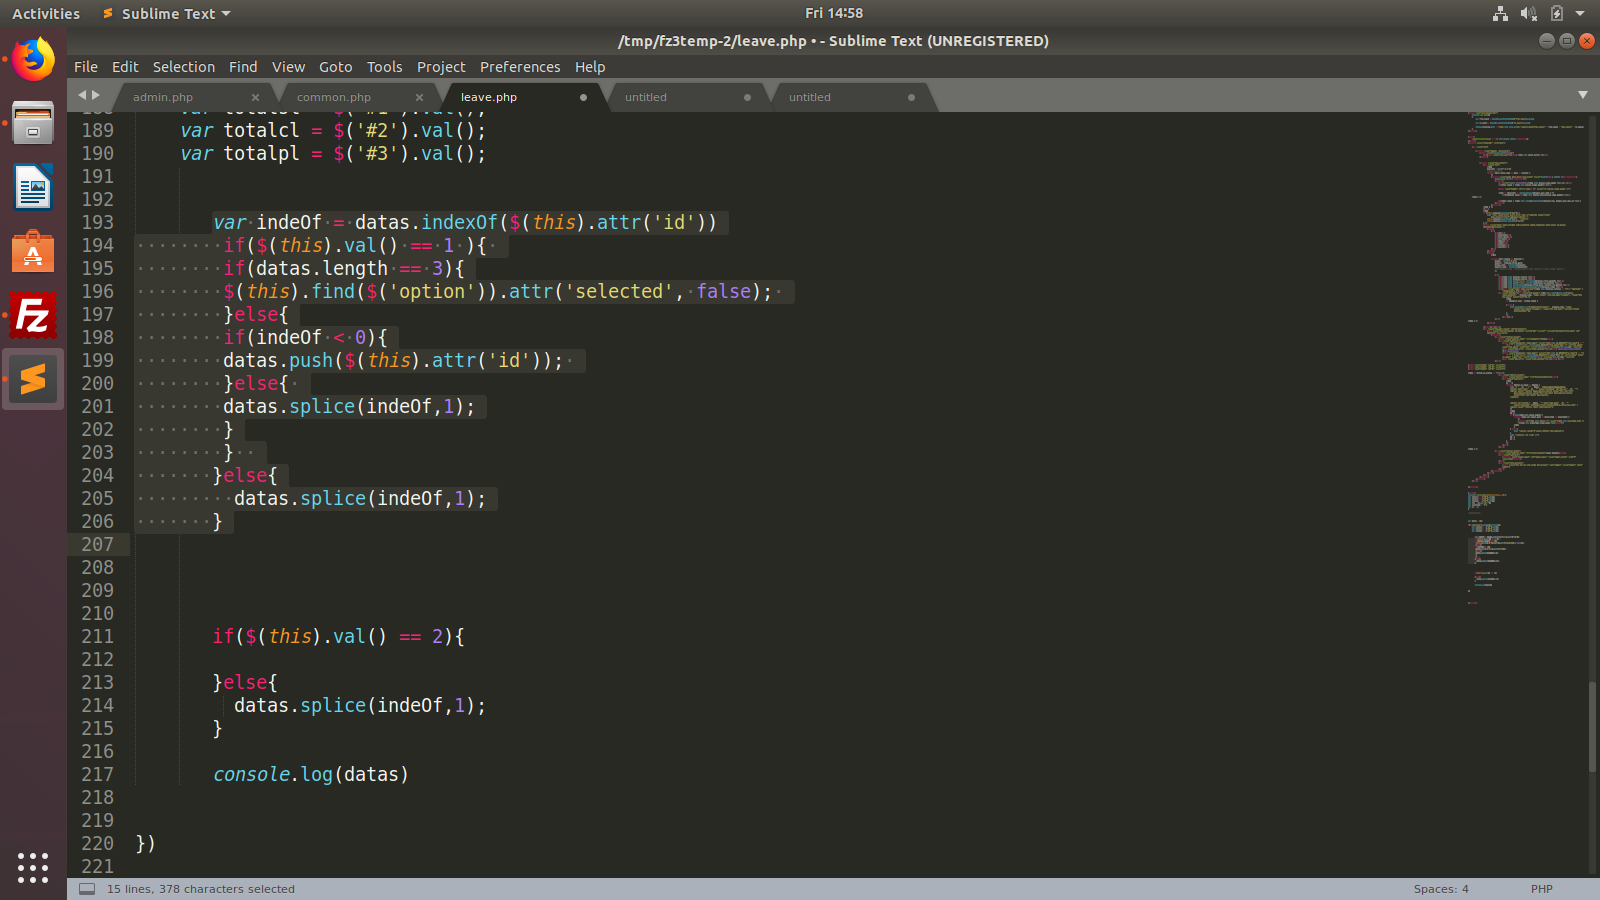 Activities
Sublime Text
Fri 14:58
/tmp/fz3temp-2/leave.php • - Sublime Text (UNREGISTERED)
File Edit Selection Find View Goto Tools Project Preferences Help
admin.php
common.php
leave.php
untitled
untitled
189 var totalcl = $('#2').val();
190 var totalpl = $('#3').val();
191
192
193 var indeOf = datas.indexOf($(this).attr('id'))
194 if($(this).val() == 1 ){
195 if(datas.length == 3){
196 $(this).find($('option')).attr('selected', false);
197 }else{
198 if(indeOf < 0){
199 datas.push($(this).attr('id'));
200 }else{
201 datas.splice(indeOf,1);
202 }
203 }
204 }else{
205 datas.splice(indeOf,1);
206 }
207
208
209
210
211 if($(this).val() == 2){
212
213 }else{
214 datas.splice(indeOf,1);
215 }
216
217 console.log(datas)
218
219
220 })
221
15 lines, 378 characters selected
Spaces: 4
PHP